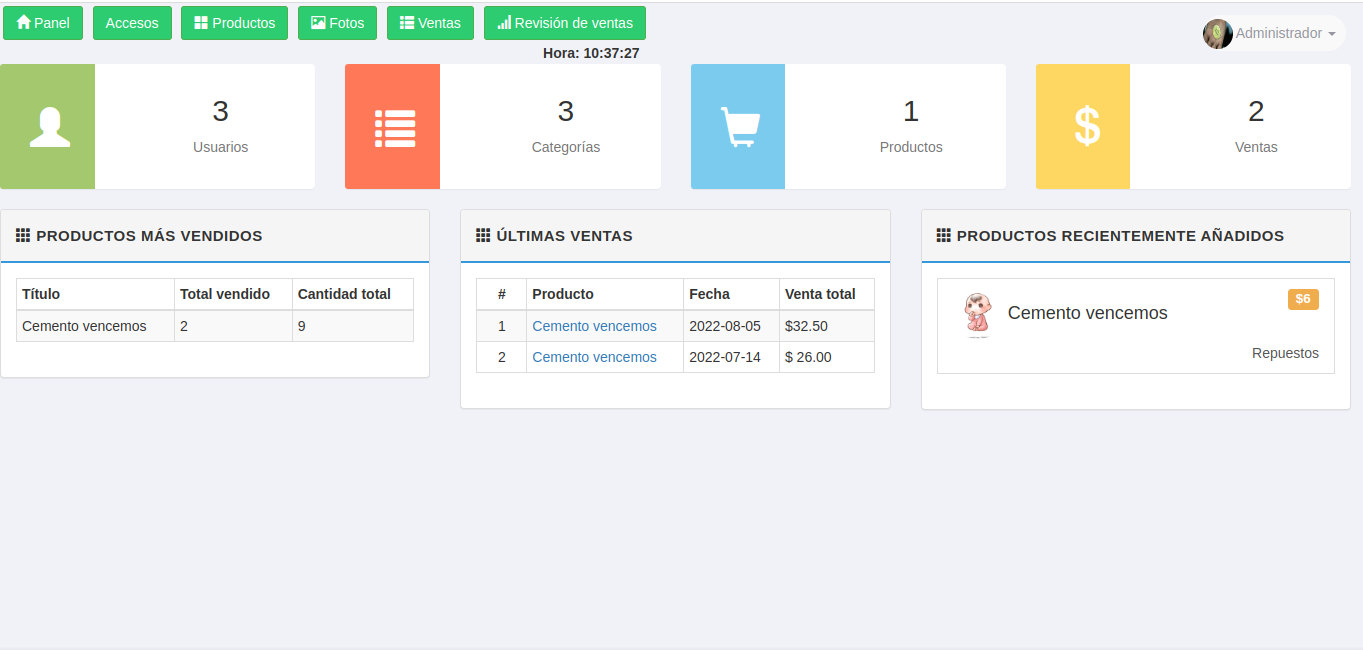 Panel Accesos Productos Fotos Ventas Revisión de ventas
Administrador
Hora: 10:37:27
3
Usuarios
3
Categorías
1
Productos
2
Ventas
PRODUCTOS MÁS VENDIDOS
Título Total vendido Cantidad total
Cemento vencemos 2 9
ÚLTIMAS VENTAS
# Producto Fecha Venta total
1 Cemento vencemos 2022-08-05 $32.50
2 Cemento vencemos 2022-07-14 $ 26.00
PRODUCTOS RECIENTEMENTE AÑADIDOS
$6
Cemento vencemos
Repuestos